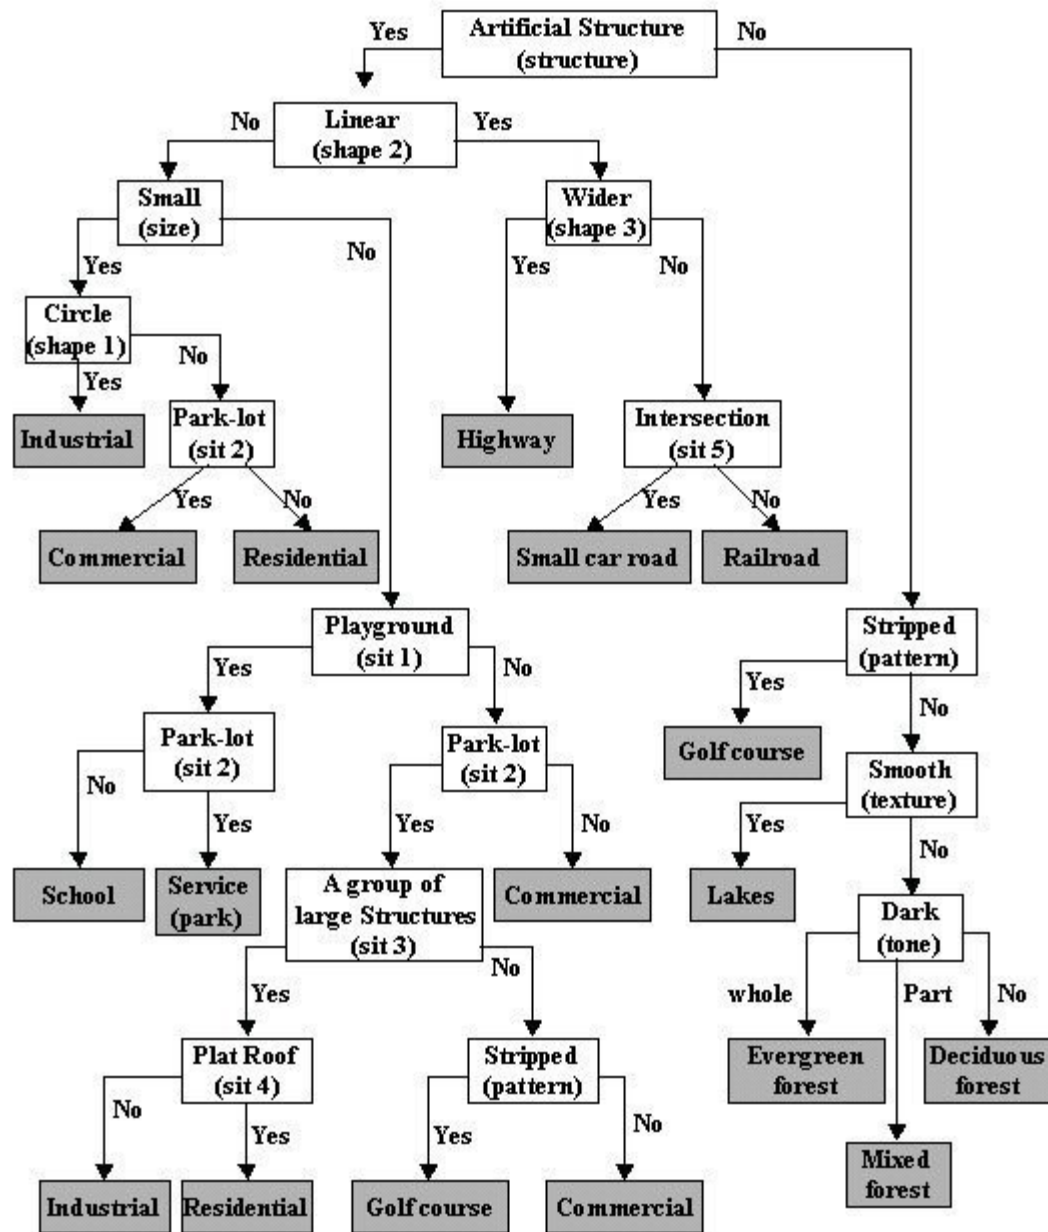 Artificial Structure
(structure)
Yes
No
Linear
(shape 2)
No
Yes
Small
(size)
Wider
(shape 3)
Yes
No
Yes
No
Circle
(shape 1)
No
Yes
Industrial
Park-lot
(sit 2)
Highway
Intersection
(sit 5)
Yes
No
Yes
No
Commercial
Residential
Small car road
Railroad
Playground
(sit 1)
Stripped
(pattern)
Yes
No
Yes
No
Park-lot
(sit 2)
Park-lot
(sit 2)
Golf course
Smooth
(texture)
No
Yes
Yes
No
Yes
No
School
Service
(park)
A group of
large Structures
(sit 3)
Commercial
Lakes
Dark
(tone)
Yes
No
whole
Part
No
Plat Roof
(sit 4)
Stripped
(pattern)
Evergreen
forest
Deciduous
forest
No
Yes
Yes
No
Mixed
forest
Industrial
Residential
Golf course
Commercial